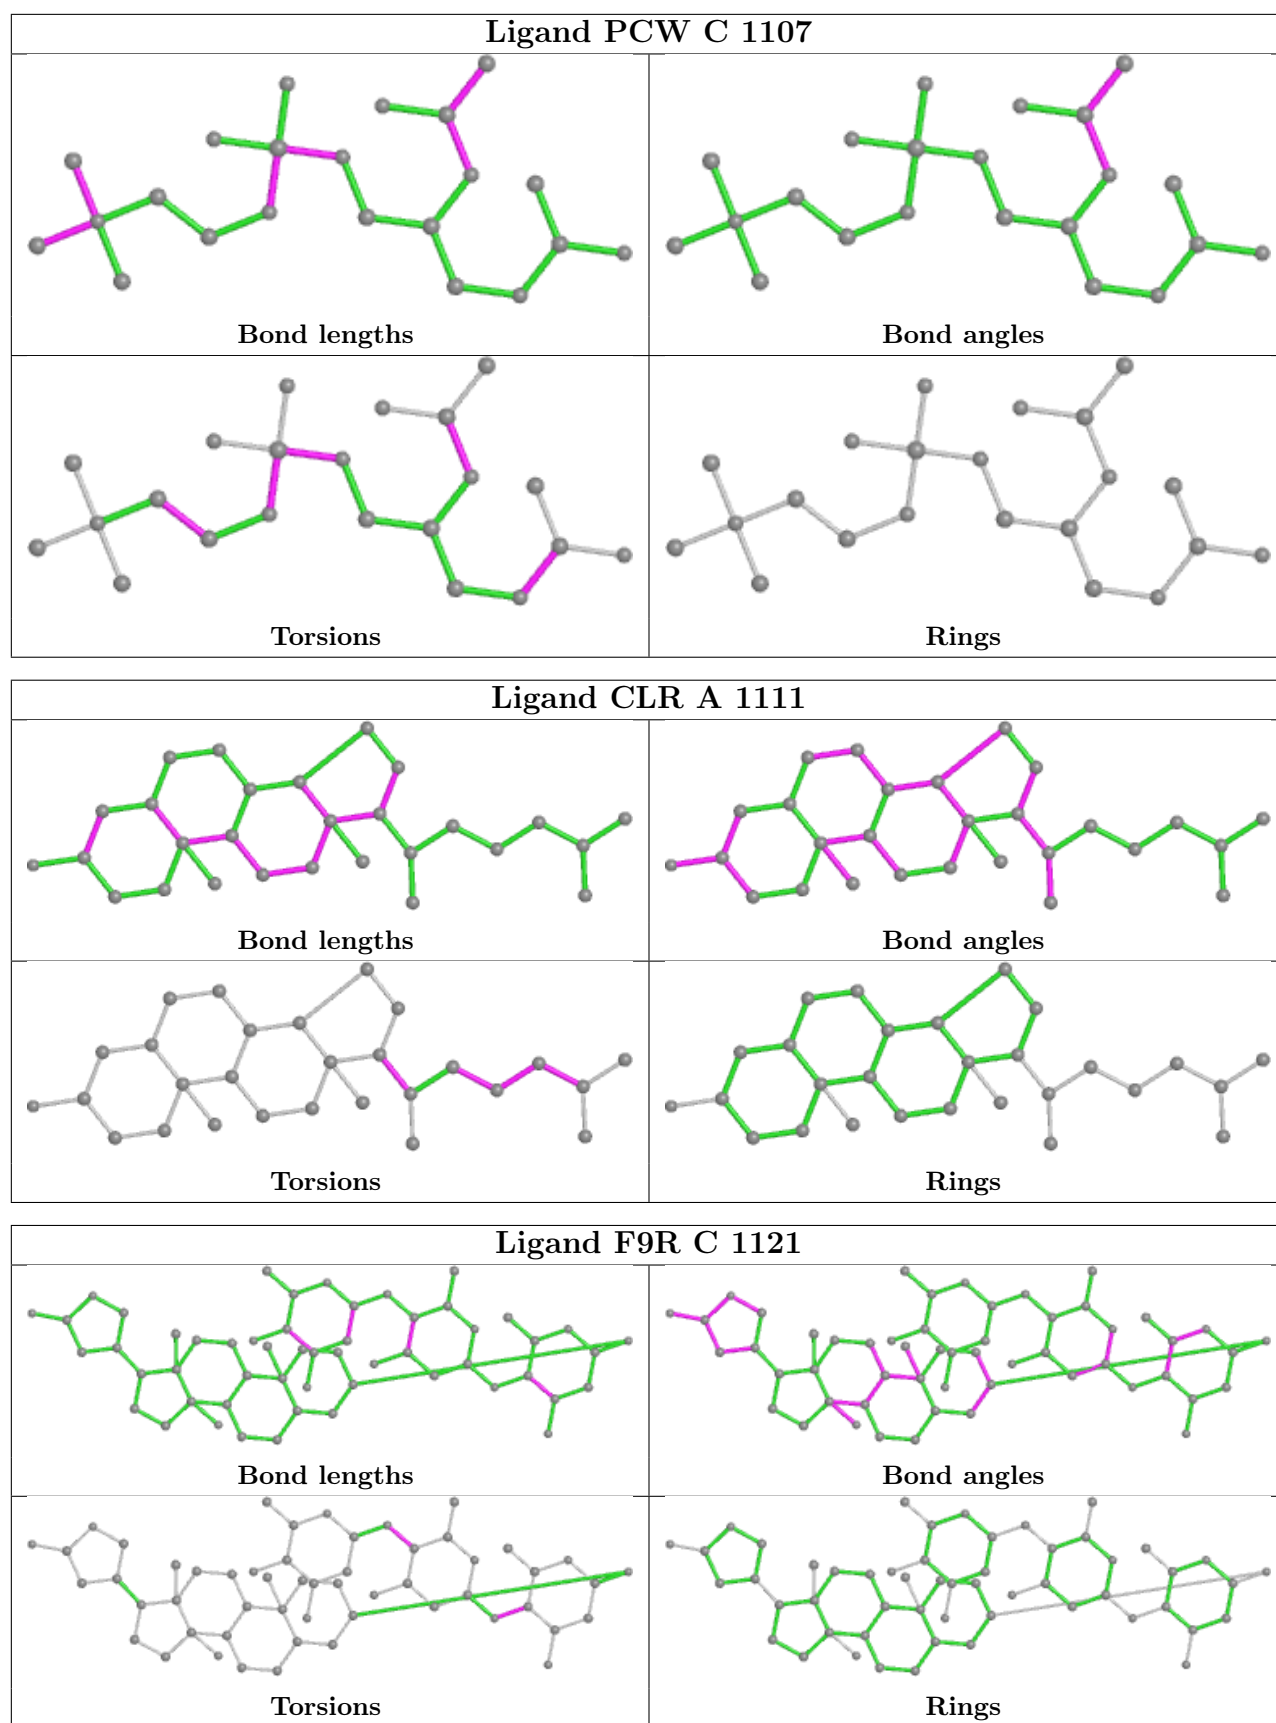 Ligand PCW C 1107
Bond lengths
Bond angles
Torsions
Rings
Ligand CLR A 1111
Bond lengths
Bond angles
Torsions
Rings
Ligand F9R C 1121
Bond lengths
Bond angles
Torsions
Rings